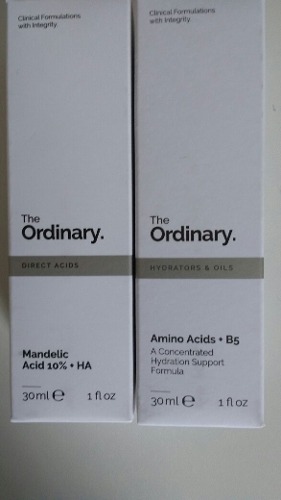 Clinical Formulations
with Integrity.
The
Ordinary.
DIRECT ACIDS
Mandelic
Acid 10% + HA
30ml e 1 fl oz
Clinical Formulations
with Integrity.
The
Ordinary.
HYDRATORS & OILS
Amino Acids + B5
A Concentrated
Hydration Support
Formula
30ml e 1 fl oz